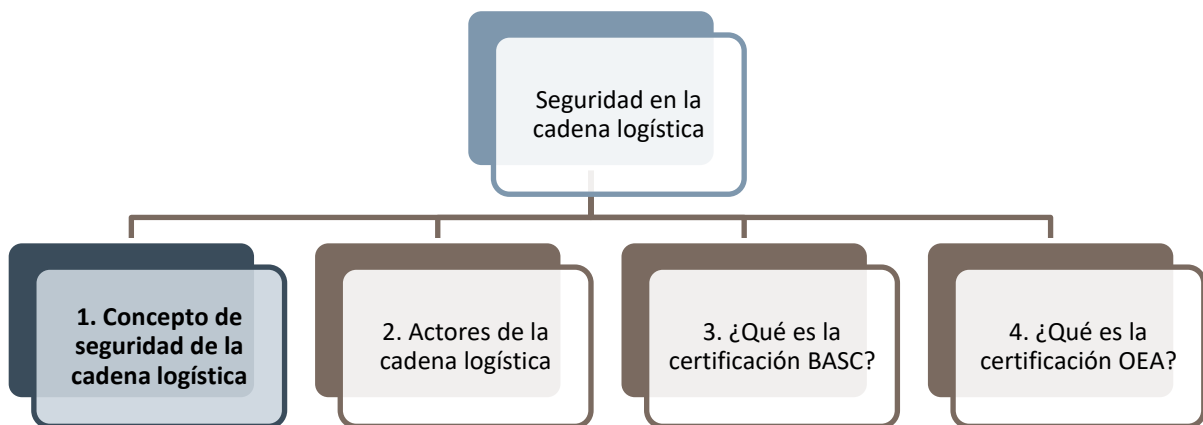 Seguridad en la
cadena logística
1. Concepto de
seguridad de la
cadena logística
2. Actores de la
cadena logística
3. ¿Qué es la
certificación BASC?
4. ¿Qué es la
certificación OEA?